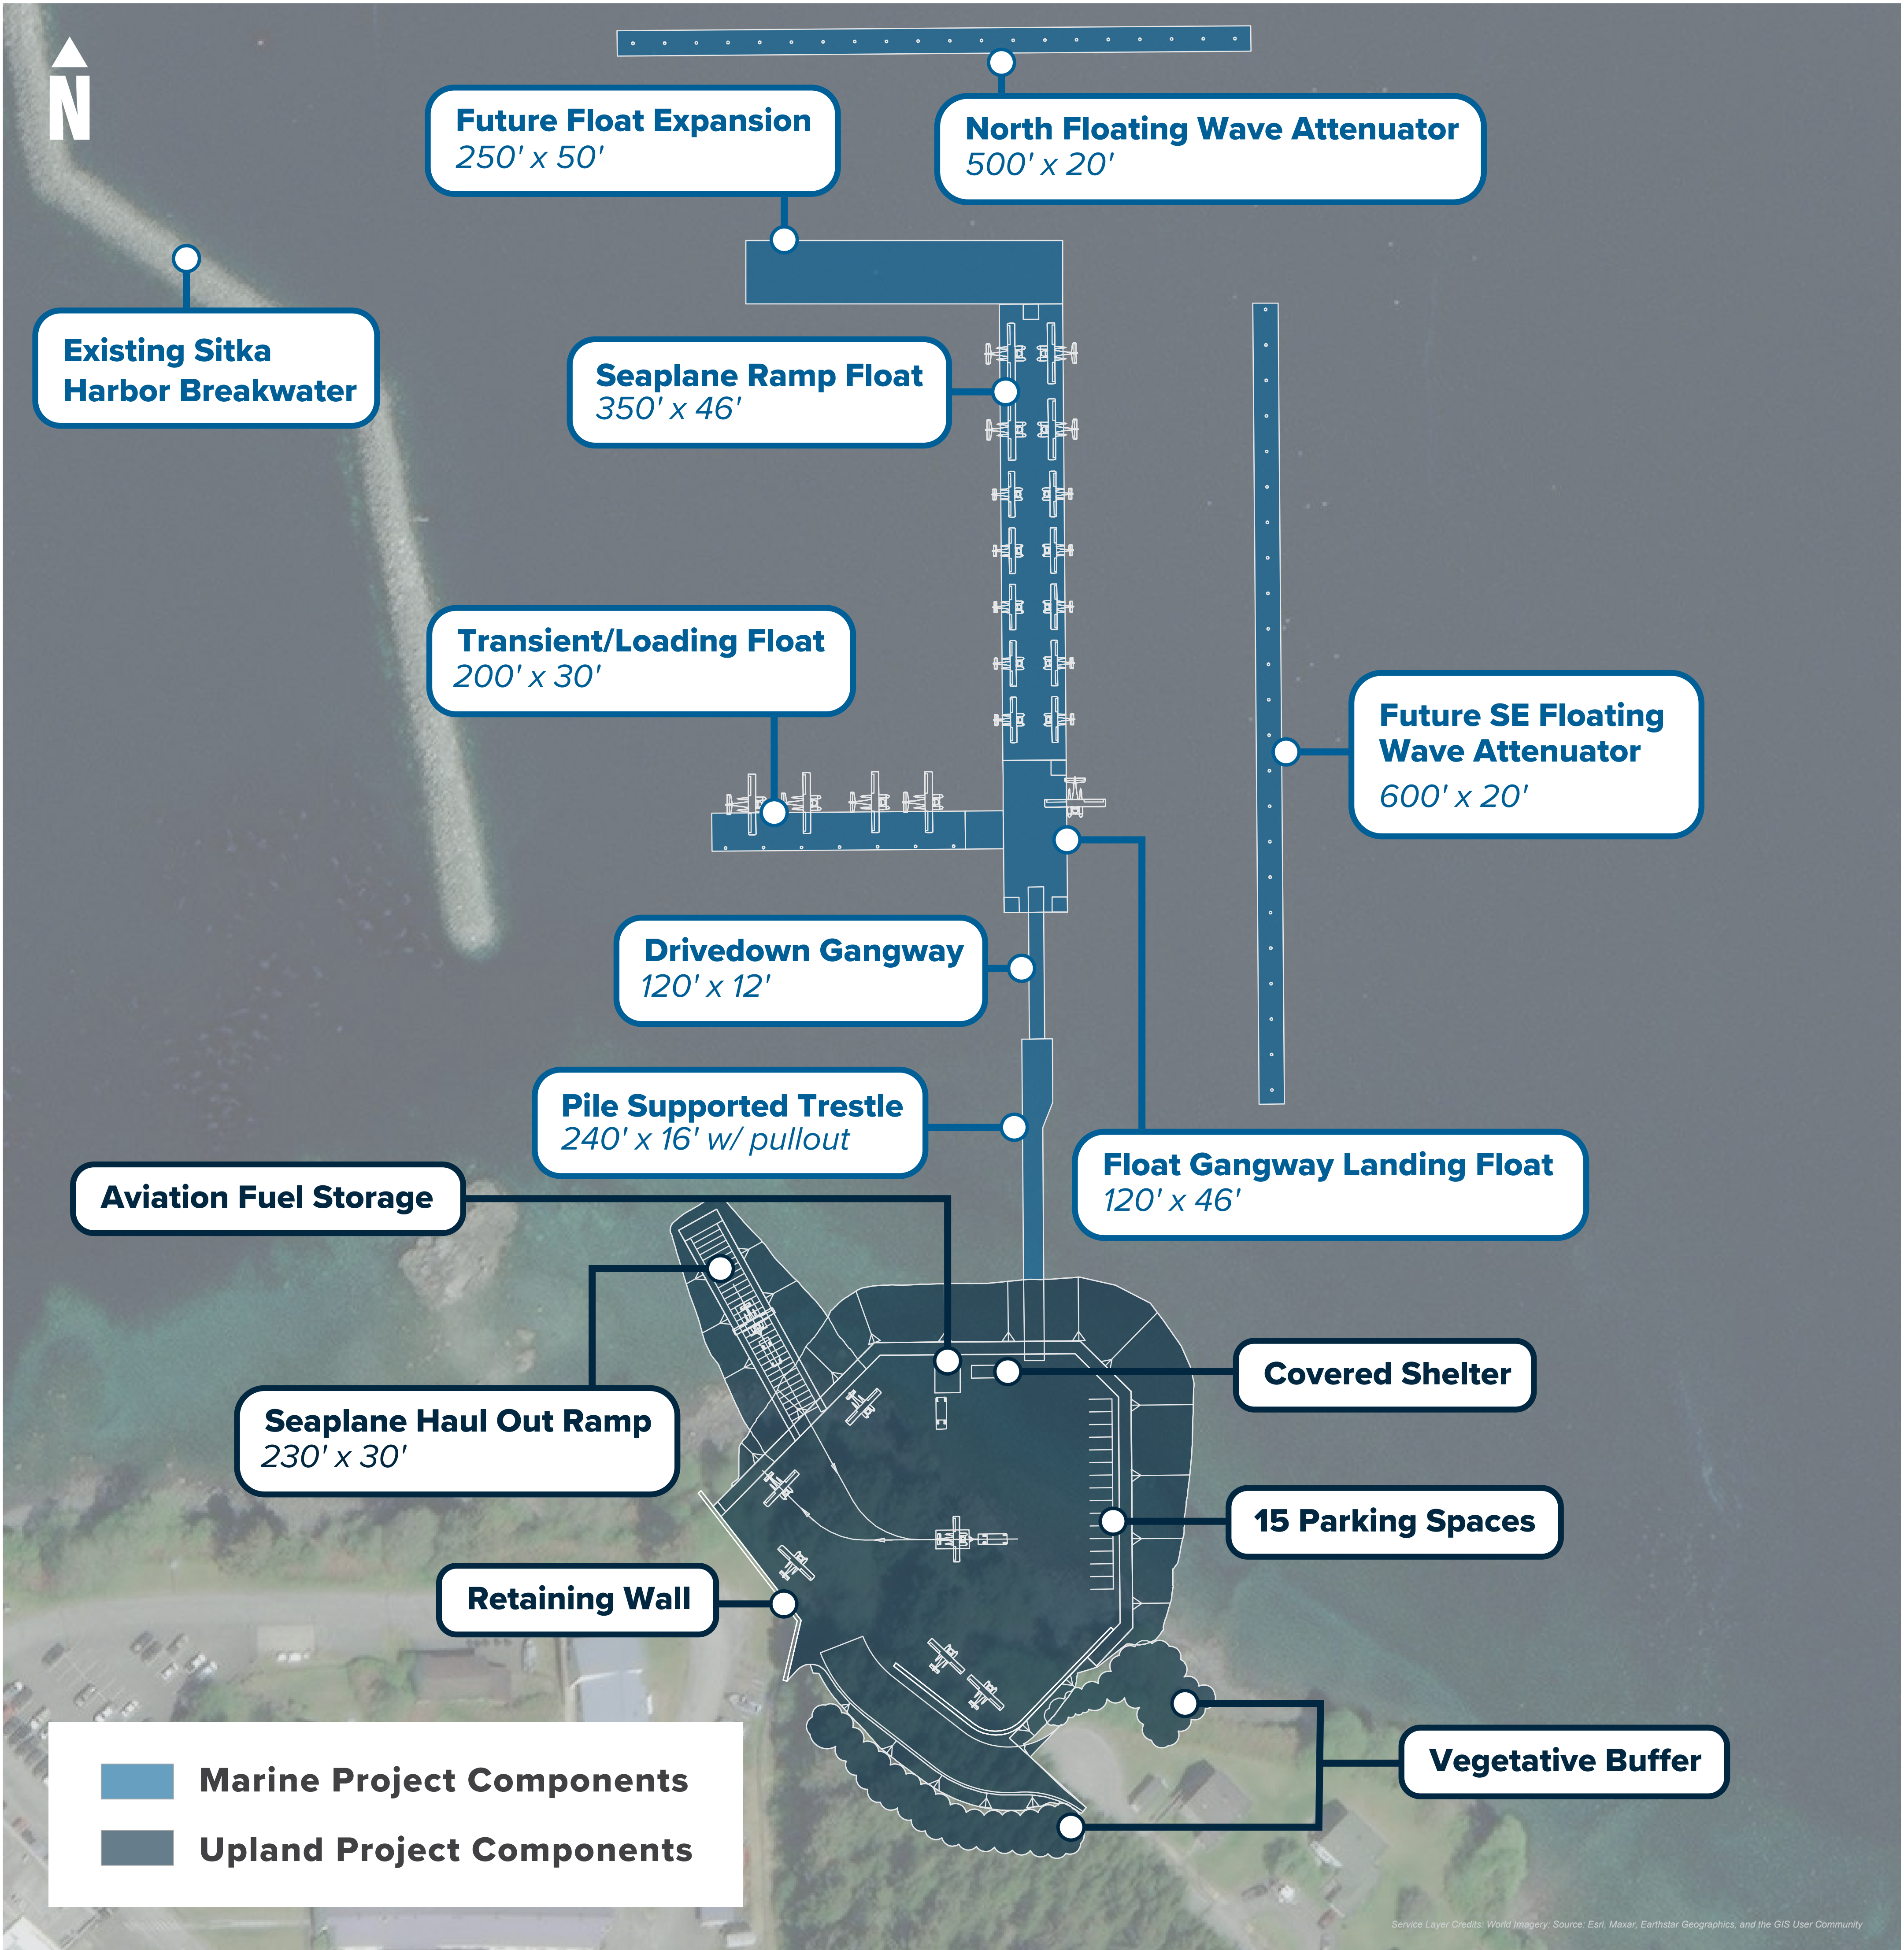 N
Future Float Expansion
250' x 50'
North Floating Wave Attenuator
500' x 20'
Existing Sitka
Harbor Breakwater
Seaplane Ramp Float
350' x 46'
Transient/Loading Float
200' x 30'
Future SE Floating
Wave Attenuator
600' x 20'
Drivedown Gangway
120' x 12'
Pile Supported Trestle
240' x 16' w/ pullout
Float Gangway Landing Float
120' x 46'
Aviation Fuel Storage
Covered Shelter
Seaplane Haul Out Ramp
230' x 30'
15 Parking Spaces
Retaining Wall
Vegetative Buffer
Marine Project Components
Upland Project Components
Service Layer Credits: World Imagery: Source: Esri, Maxar, Earthstar Geographics, and the GIS User Community